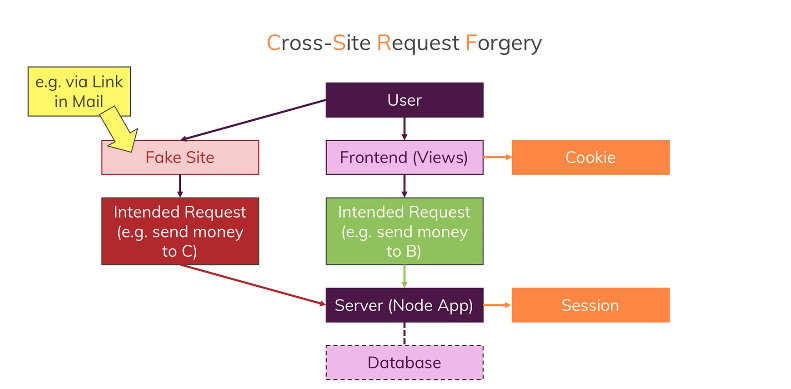 Cross-Site Request Forgery
e.g. via Link
in Mail
User
Fake Site
Frontend (Views)
Cookie
Intended Request
(e.g. send money
to C)
Intended Request
(e.g. send money
to B)
Server (Node App)
Session
Database